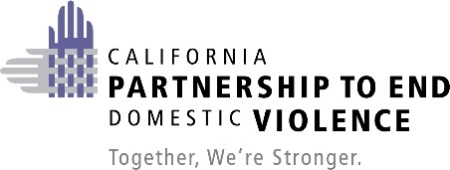 CALIFORNIA
PARTNERSHIP TO END
DOMESTIC VIOLENCE
Together, We're Stronger.